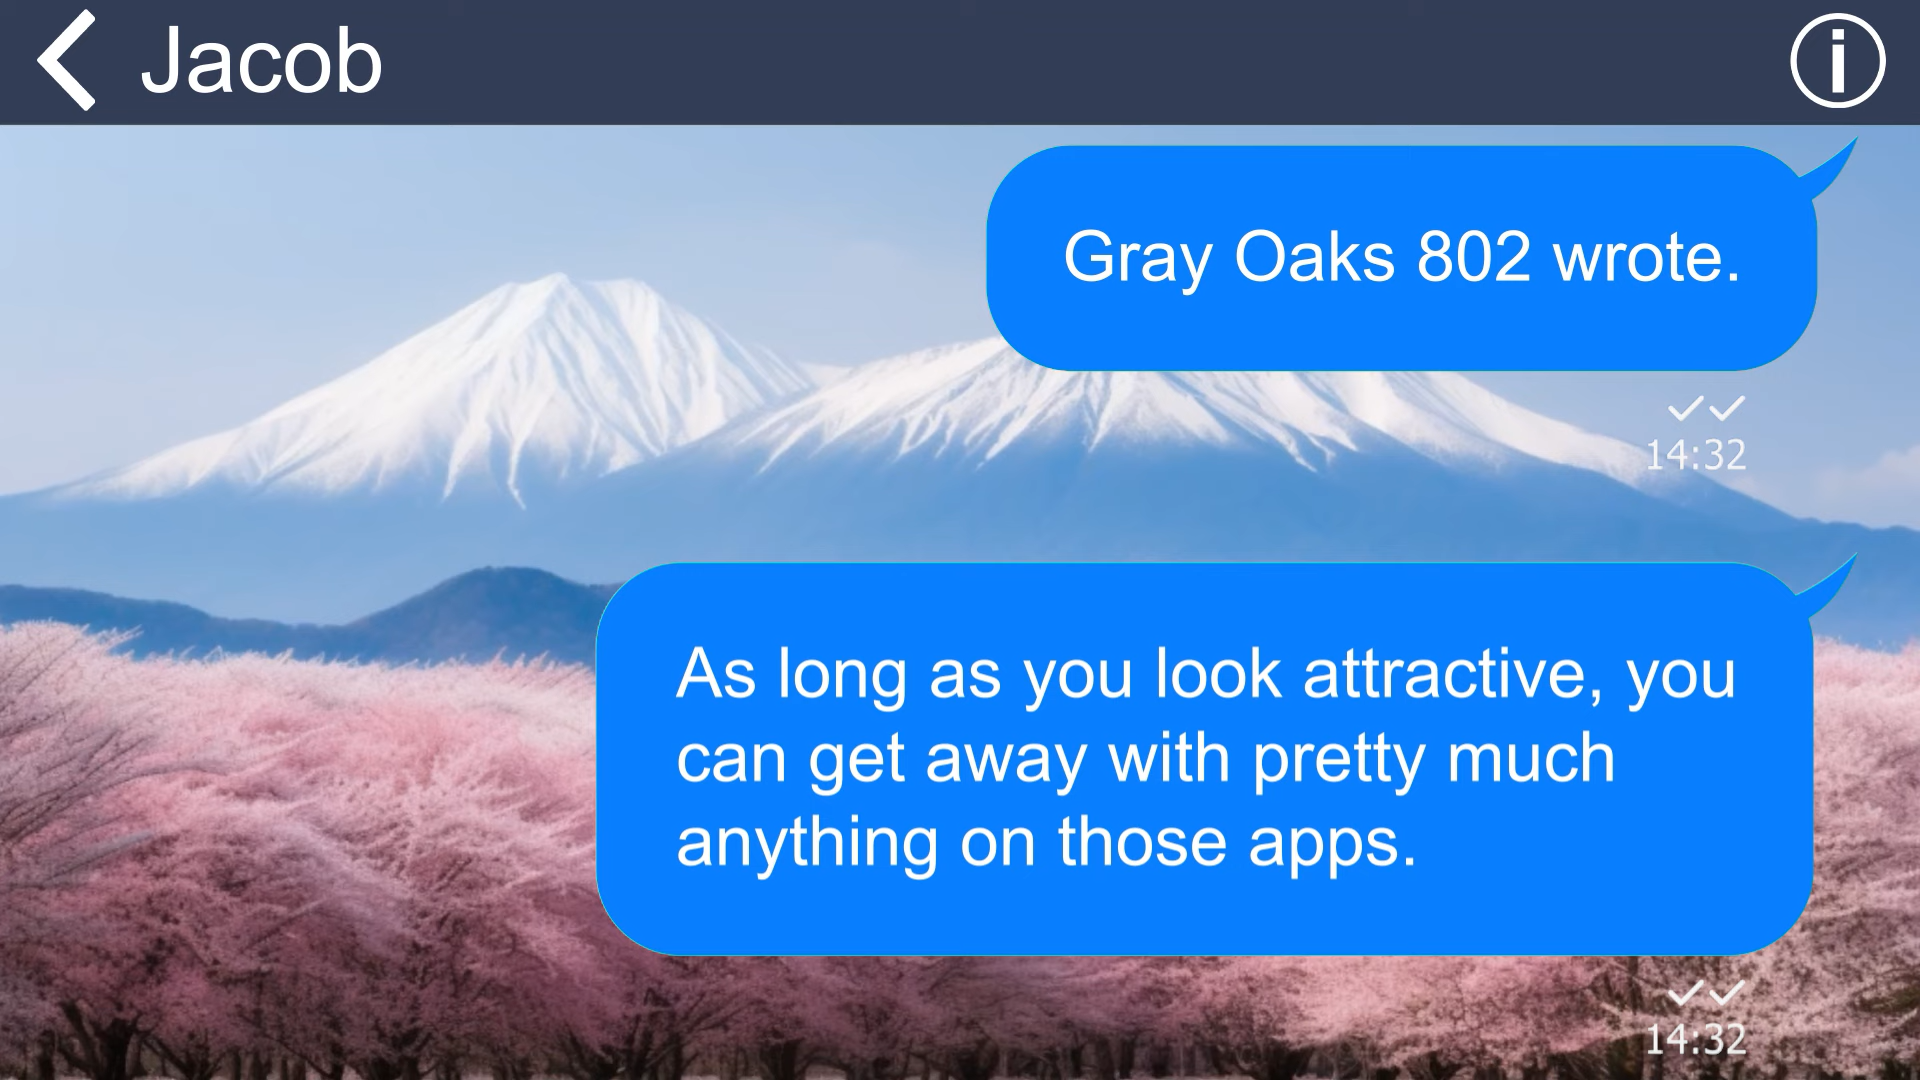 Jacob
Gray Oaks 802 wrote.
14:32
As long as you look attractive, you
can get away with pretty much
anything on those apps.
14:32